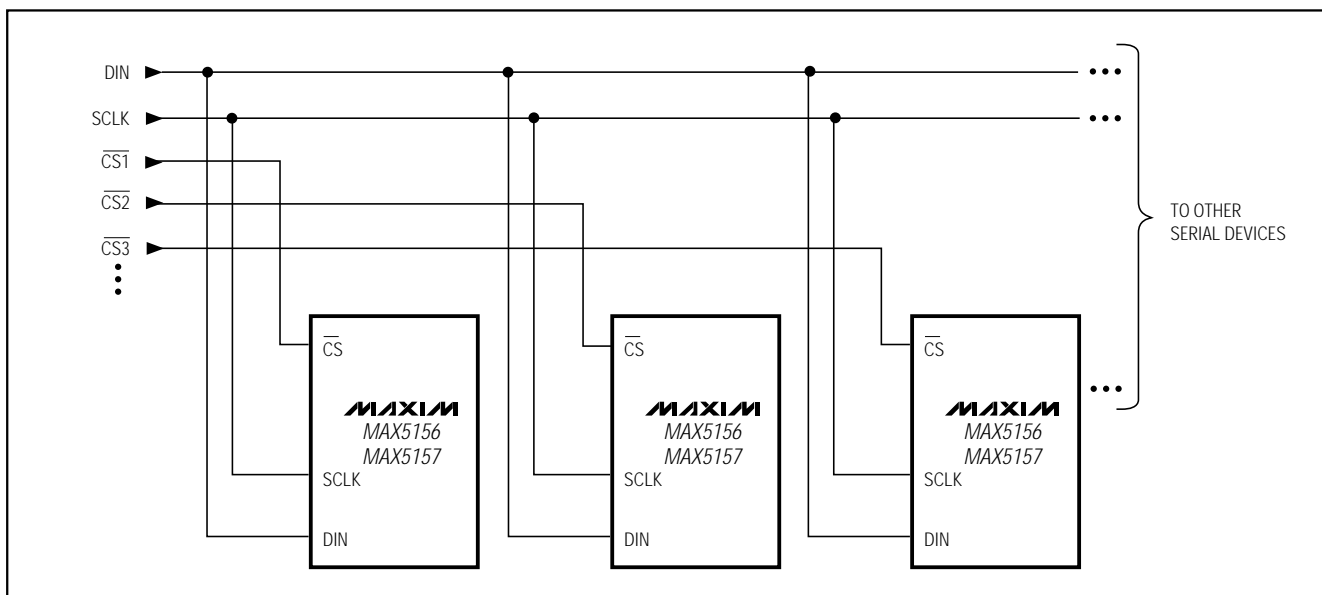 DIN
SCLK
CS1
CS2
CS3
TO OTHER
SERIAL DEVICES
CS
MAXIM
MAX5156
MAX5157
SCLK
DIN
CS
MAXIM
MAX5156
MAX5157
SCLK
DIN
CS
MAXIM
MAX5156
MAX5157
SCLK
DIN